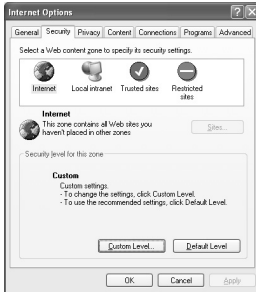 Internet Options
General Security Privacy Content Connections Programs Advanced
Select a Web content zone to specify its security settings.
Internet Local intranet Trusted sites Restricted sites
Internet
This zone contains all Web sites you
haven't placed in other zones
Sites...
Security level for this zone
Custom
Custom settings.
- To change the settings, click Custom Level.
- To use the recommended settings, click Default Level.
Custom Level... Default Level
OK Cancel Apply